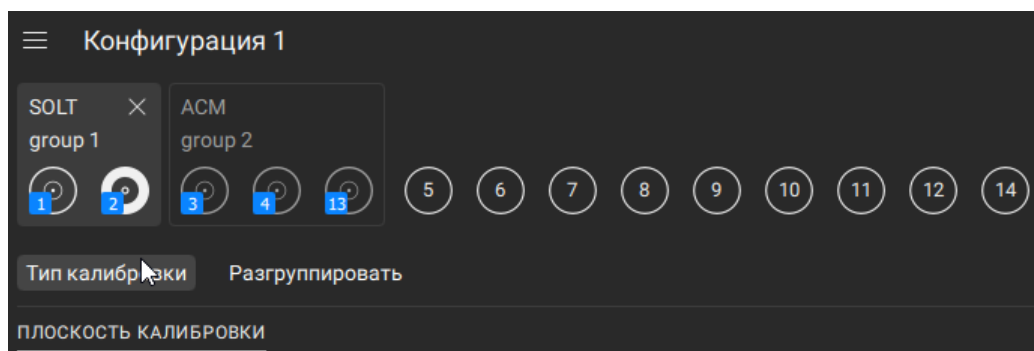 Конфигурация 1
SOLT
group 1
1 2
ACM
group 2
3 4 13
5 6 7 8 9 10 11 12 14
Тип калибровки Разгруппировать
ПЛОСКОСТЬ КАЛИБРОВКИ